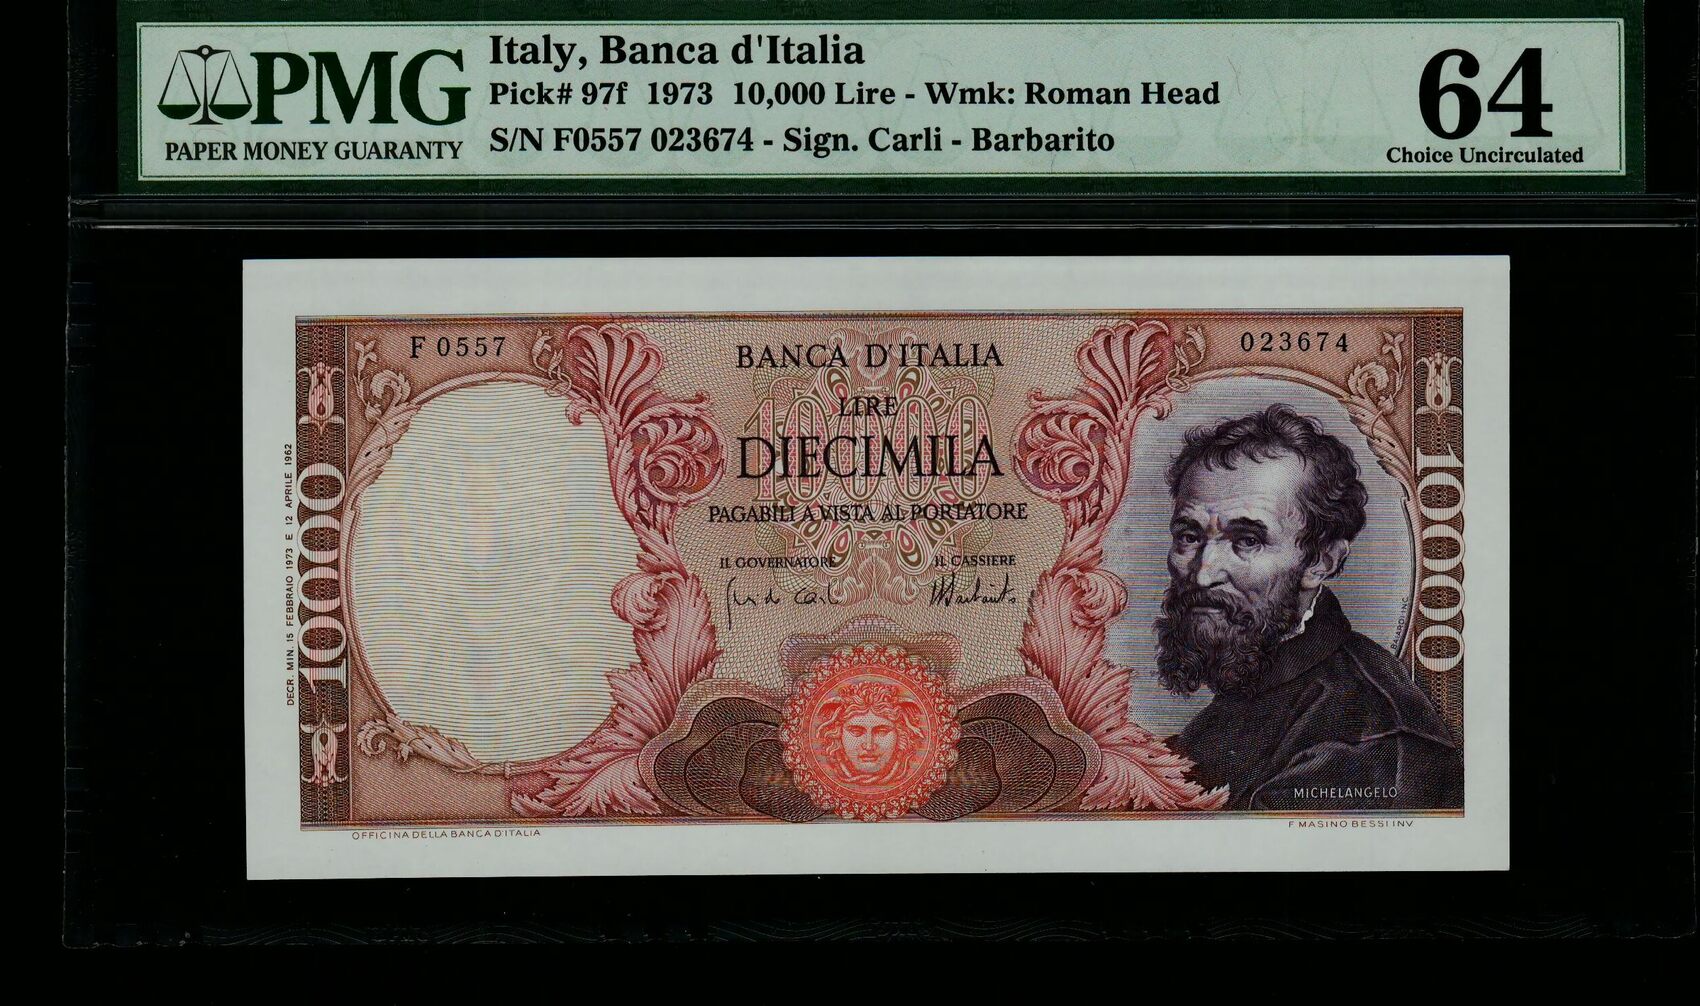 PMG
PAPER MONEY GUARANTY
Italy, Banca d'Italia
Pick# 97f 1973 10,000 Lire - Wmk: Roman Head
S/N F0557 023674 - Sign. Carli - Barbarito
64
Choice Uncirculated
F 0557
023674
BANCA D'ITALIA
10000
LIRE
DIECIMILA
PAGABILI A VISTA AL PORTATORE
IL GOVERNATORE
IL CASSIERE
DECR. MIN. 15 FEBBRAIO 1973 E 12 APRILE 1962
10000
10000
MICHELANGELO
OFFICINA DELLA BANCA D'ITALIA
F MASINO BESSI INV